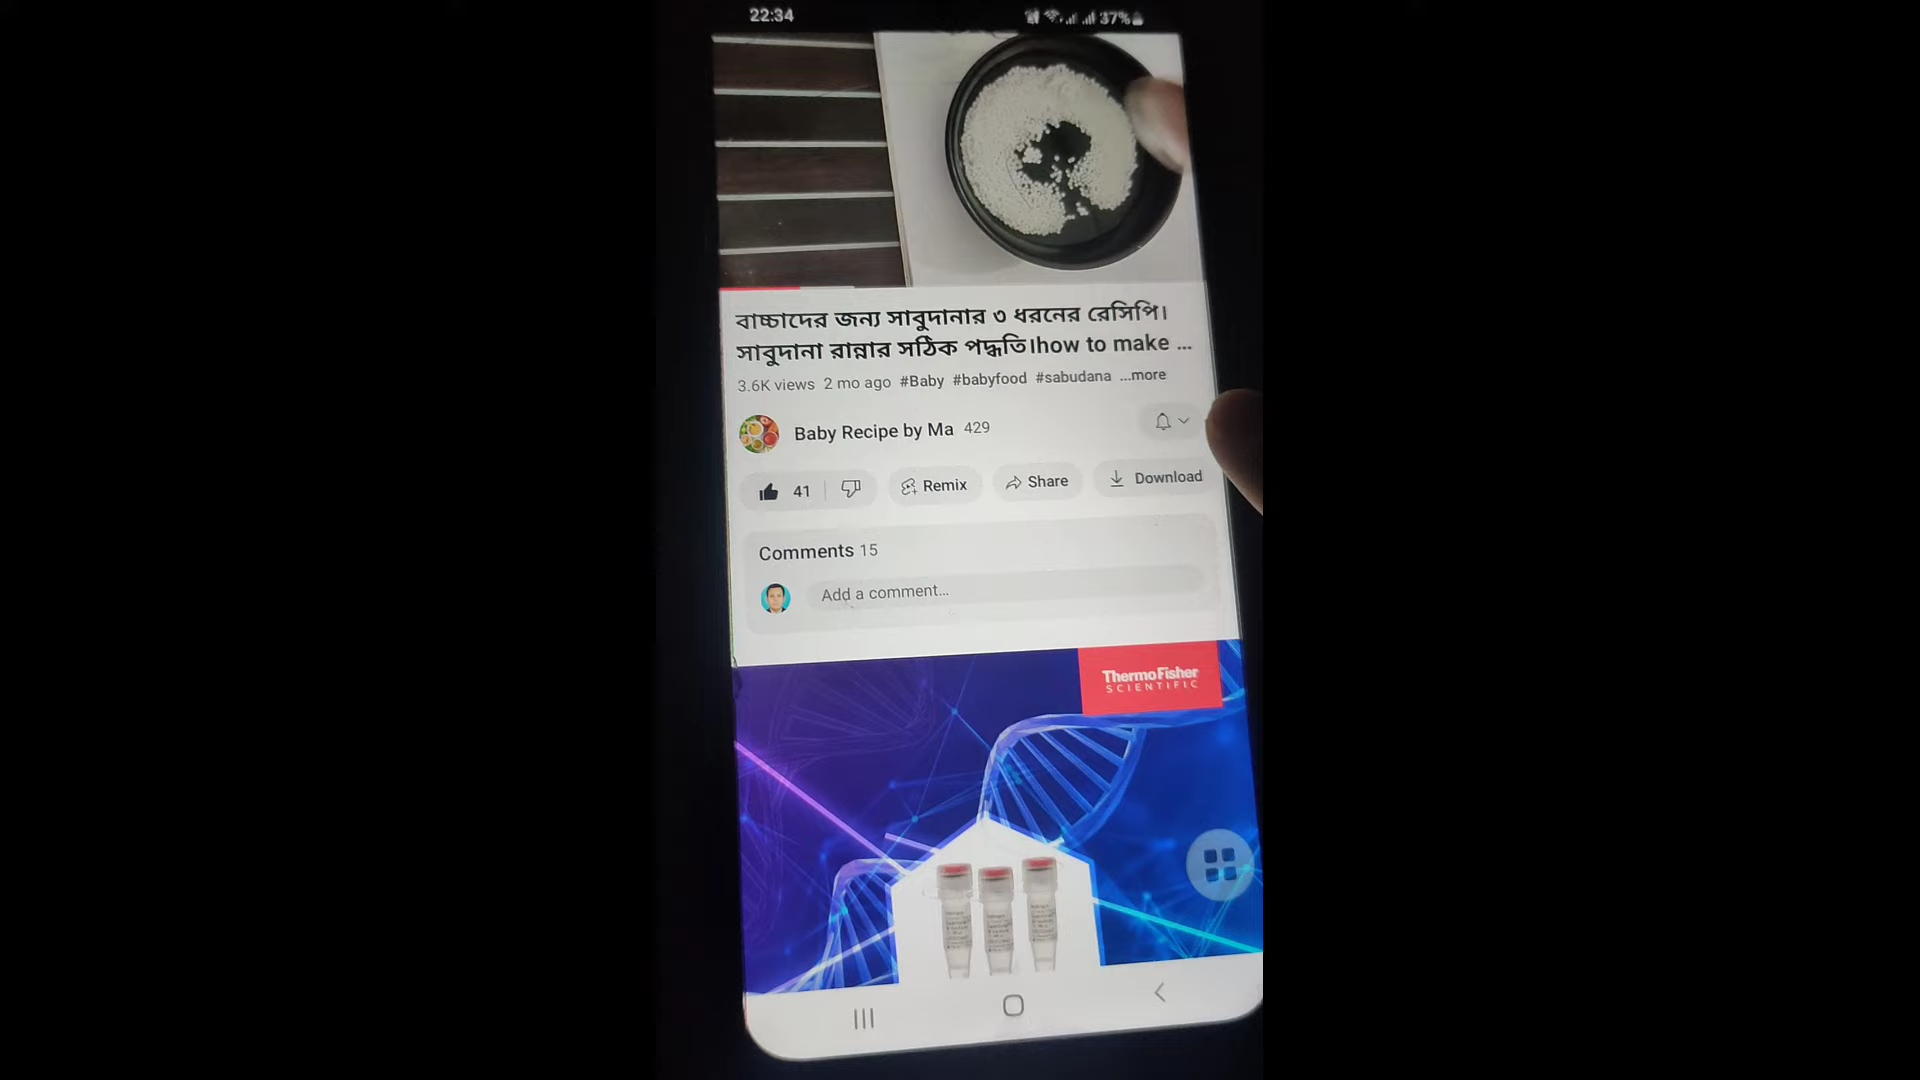 22:34
37%
বাচ্চাদের জন্য সাবুদানার ৩ ধরনের রেসিপি।
সাবুদানা রান্নার সঠিক পদ্ধতি।how to make ...
3.6K views 2 mo ago #Baby #babyfood #sabudana ...more
Baby Recipe by Ma 429
41 Remix Share Download
Comments 15
Add a comment...
ThermoFisher
SCIENTIFIC